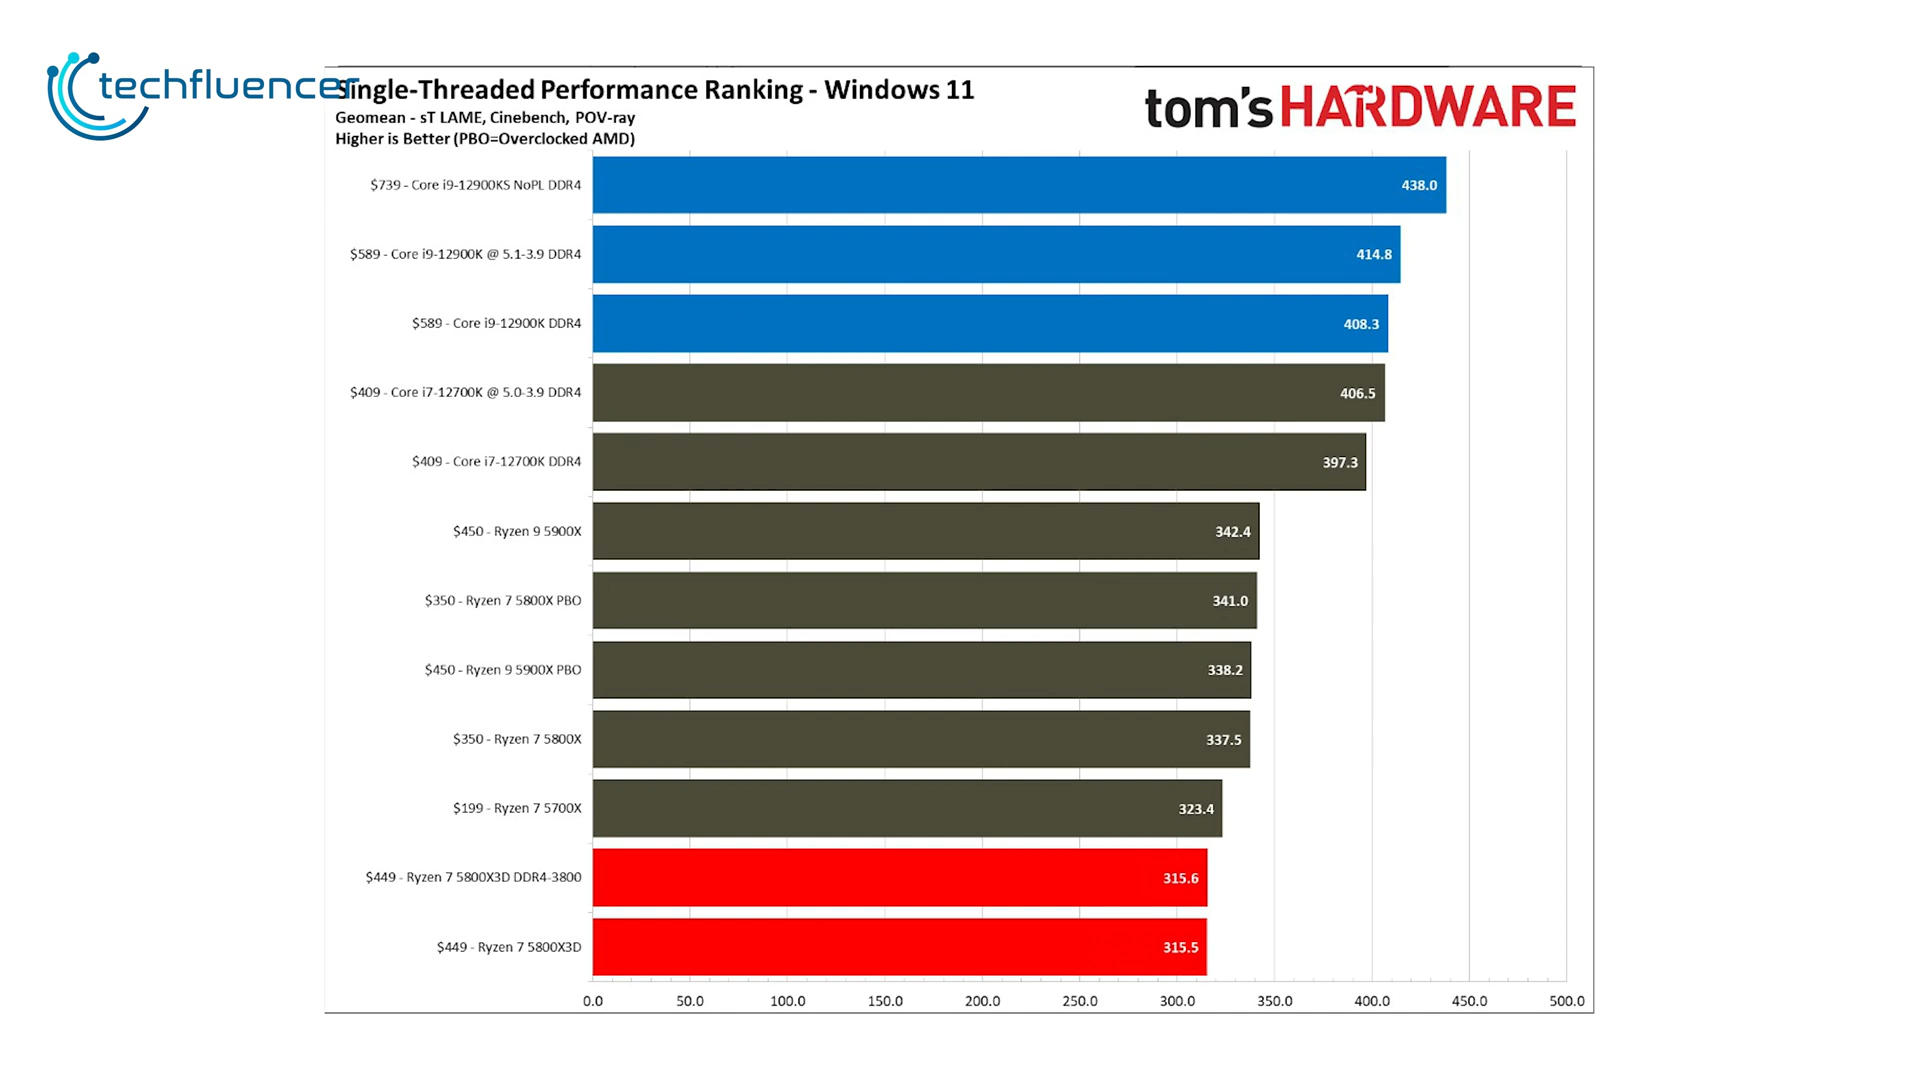 techfluencer
Single-Threaded Performance Ranking - Windows 11
tom's HARDWARE
Geomean - sT LAME, Cinebench, POV-ray
Higher is Better (PBO=Overclocked AMD)
$739 - Core i9-12900KS NoPL DDR4 438.0
$589 - Core i9-12900K @ 5.1-3.9 DDR4 414.8
$589 - Core i9-12900K DDR4 408.3
$409 - Core i7-12700K @ 5.0-3.9 DDR4 406.5
$409 - Core i7-12700K DDR4 397.3
$450 - Ryzen 9 5900X 342.4
$350 - Ryzen 7 5800X PBO 341.0
$450 - Ryzen 9 5900X PBO 338.2
$350 - Ryzen 7 5800X 337.5
$199 - Ryzen 7 5700X 323.4
$449 - Ryzen 7 5800X3D DDR4-3800 315.6
$449 - Ryzen 7 5800X3D 315.5
0.0 50.0 100.0 150.0 200.0 250.0 300.0 350.0 400.0 450.0 500.0